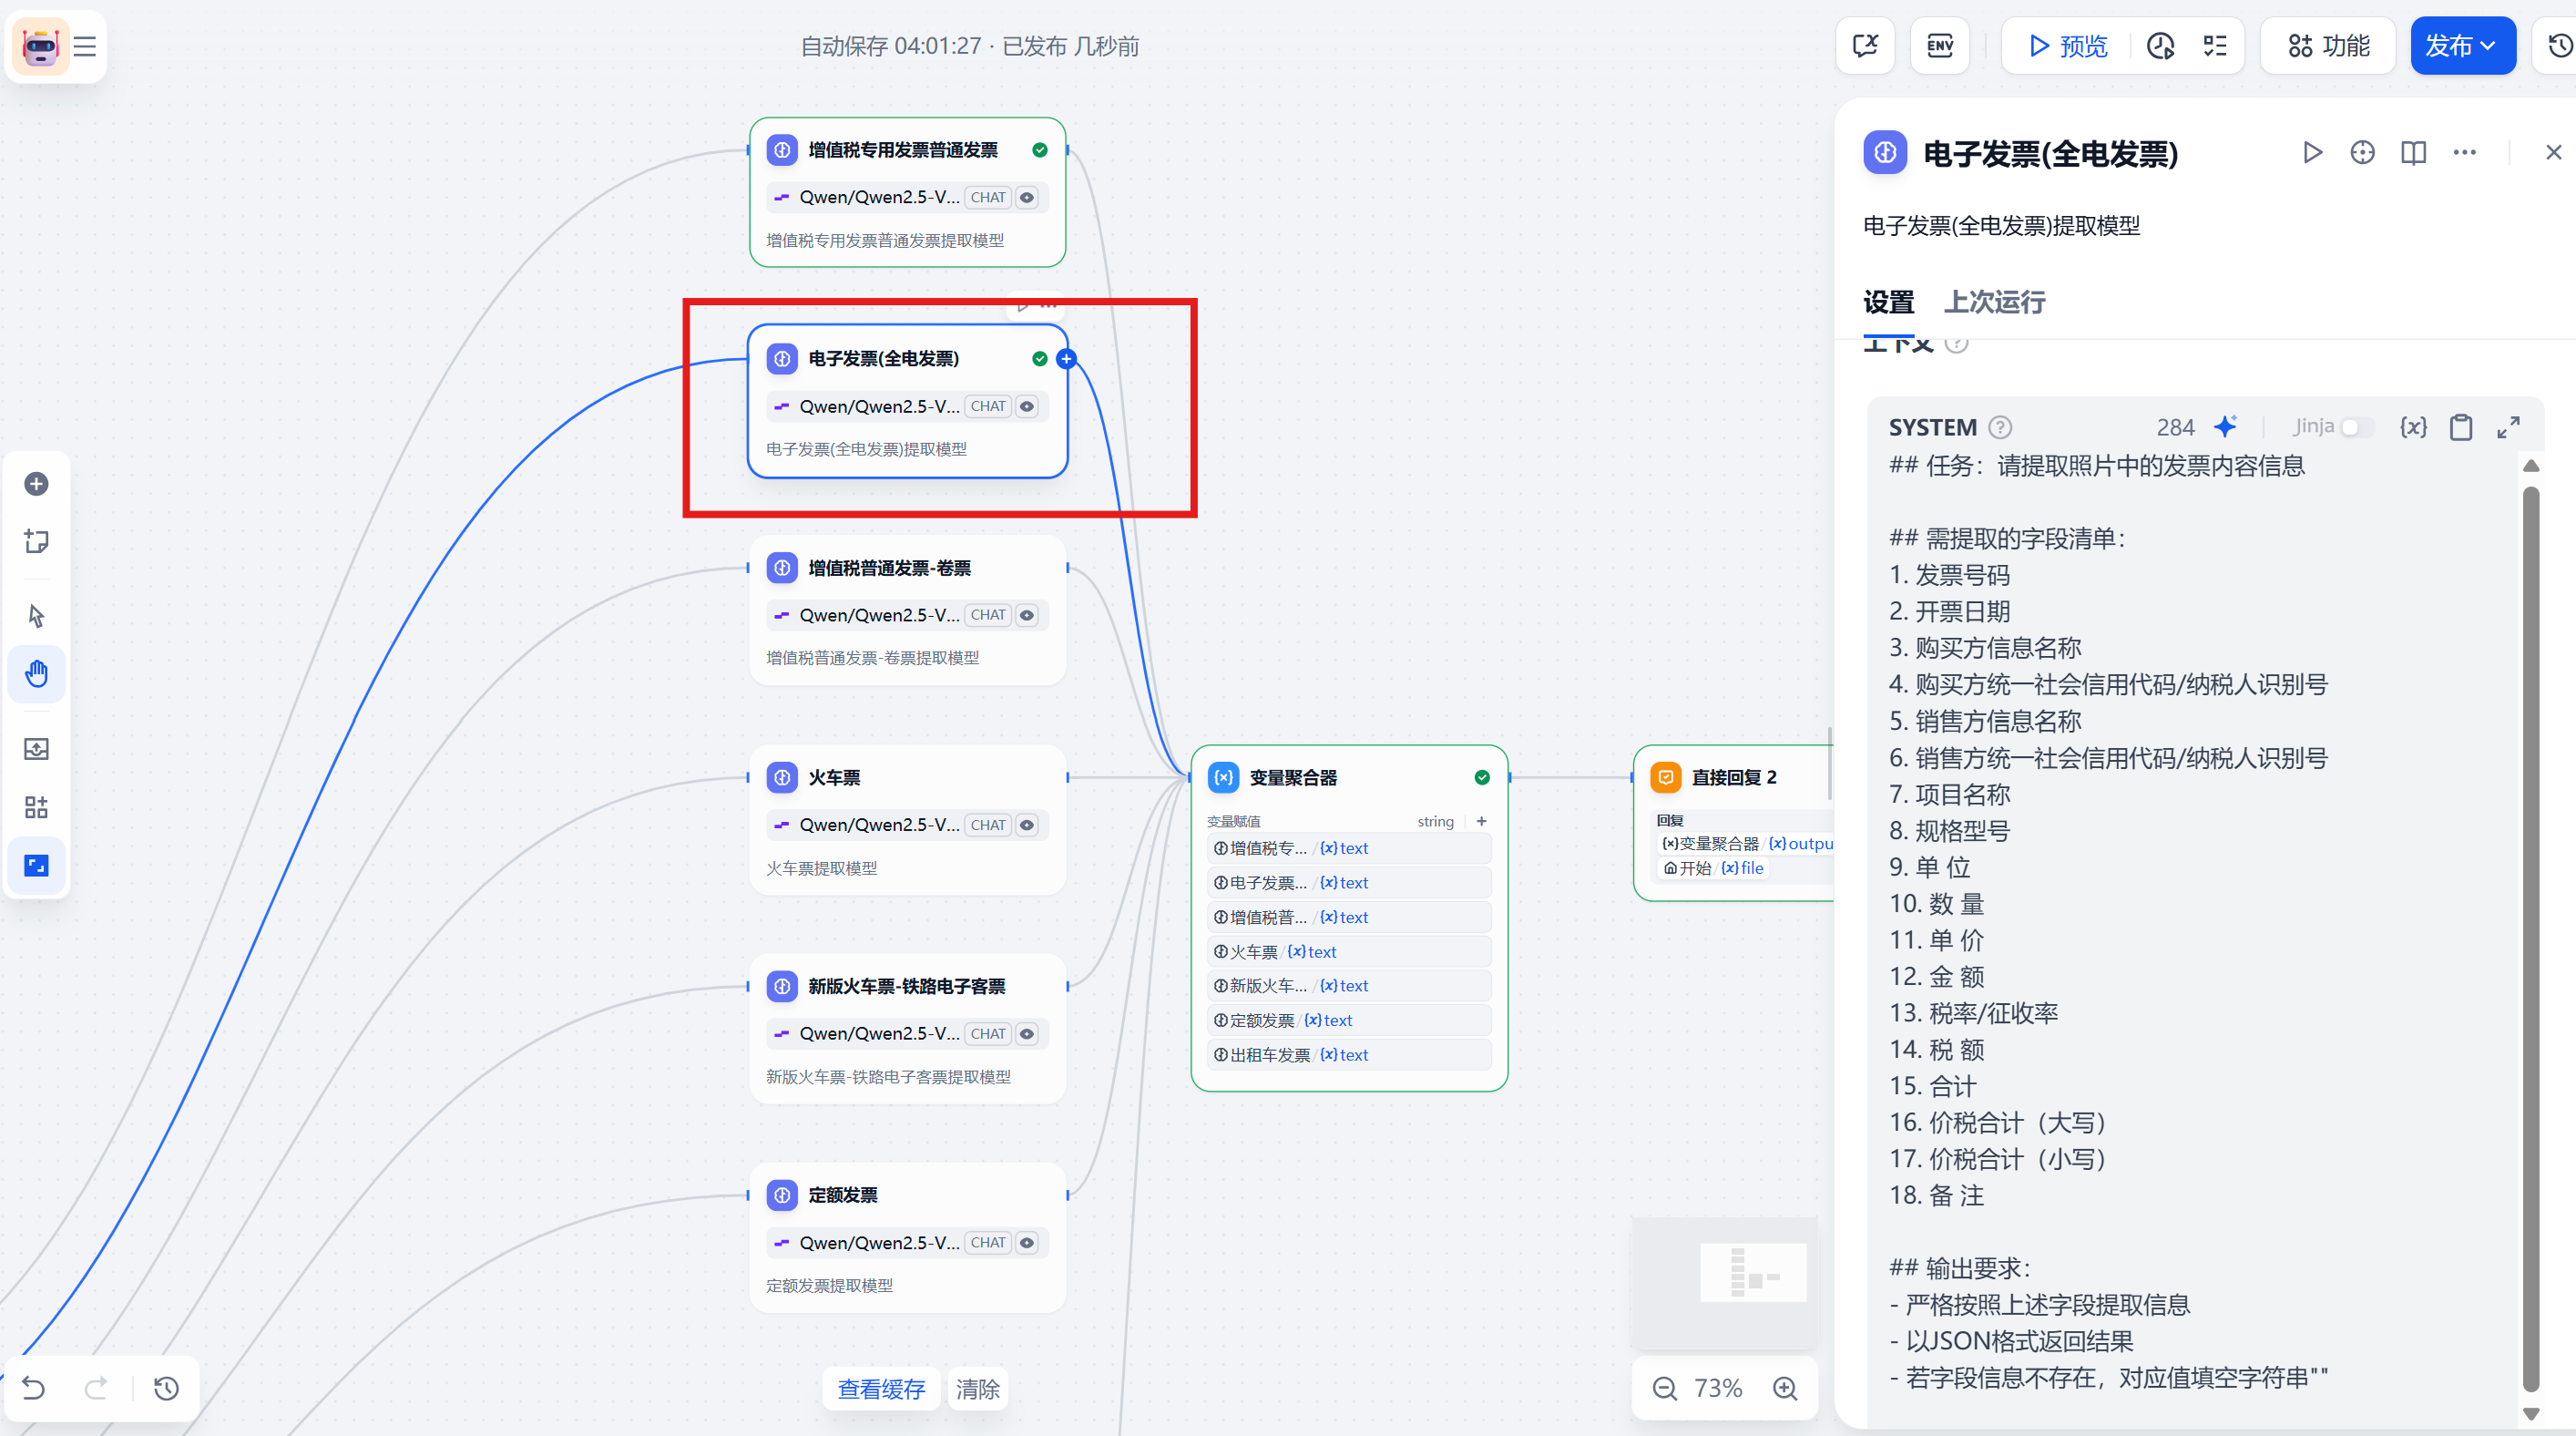 自动保存 04:01:27 · 已发布 几秒前
ENV
预览
功能
发布
增值税专用发票普通发票
Qwen/Qwen2.5-V... CHAT
增值税专用发票普通发票提取模型
电子发票(全电发票)
Qwen/Qwen2.5-V... CHAT
电子发票(全电发票)提取模型
增值税普通发票-卷票
Qwen/Qwen2.5-V... CHAT
增值税普通发票-卷票提取模型
火车票
Qwen/Qwen2.5-V... CHAT
火车票提取模型
新版火车票-铁路电子客票
Qwen/Qwen2.5-V... CHAT
新版火车票-铁路电子客票提取模型
定额发票
Qwen/Qwen2.5-V... CHAT
定额发票提取模型
变量聚合器
变量赋值 string +
增值税专... / {x} text
电子发票... / {x} text
增值税普... / {x} text
火车票 / {x} text
新版火车... / {x} text
定额发票 / {x} text
出租车发票 / {x} text
直接回复 2
回复
{x} 变量聚合器 / {x} outpu
开始 / {x} file
查看缓存 清除
73%
电子发票(全电发票)
电子发票(全电发票)提取模型
设置 上次运行
上下文
SYSTEM 284 Jinja {x}
## 任务：请提取照片中的发票内容信息
## 需提取的字段清单：
1. 发票号码
2. 开票日期
3. 购买方信息名称
4. 购买方统一社会信用代码/纳税人识别号
5. 销售方信息名称
6. 销售方统一社会信用代码/纳税人识别号
7. 项目名称
8. 规格型号
9. 单 位
10. 数 量
11. 单 价
12. 金 额
13. 税率/征收率
14. 税 额
15. 合计
16. 价税合计（大写）
17. 价税合计（小写）
18. 备 注
## 输出要求：
- 严格按照上述字段提取信息
- 以JSON格式返回结果
- 若字段信息不存在，对应值填空字符串""